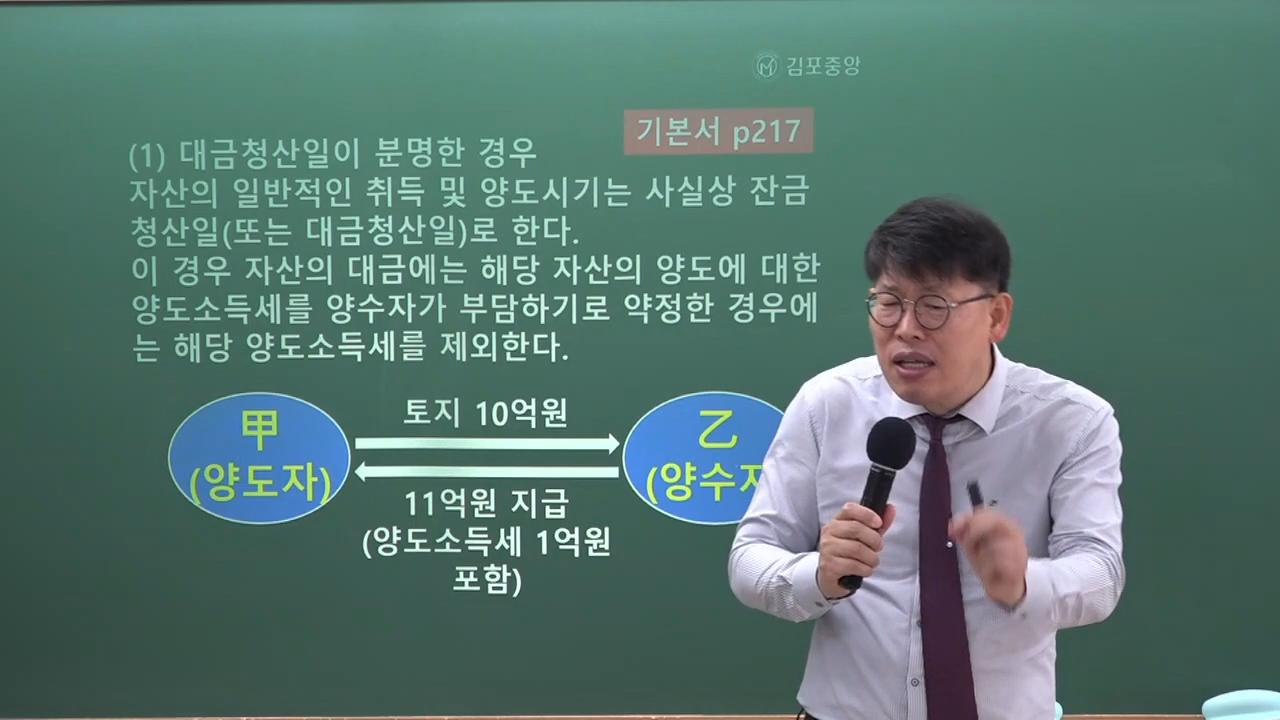 김포중앙
기본서 p217
(1) 대금청산일이 분명한 경우
자산의 일반적인 취득 및 양도시기는 사실상 잔금
청산일(또는 대금청산일)로 한다.
이 경우 자산의 대금에는 해당 자산의 양도에 대한
양도소득세를 양수자가 부담하기로 약정한 경우에
는 해당 양도소득세를 제외한다.
甲
(양도자)
토지 10억원
乙
(양수자
11억원 지급
(양도소득세 1억원
포함)